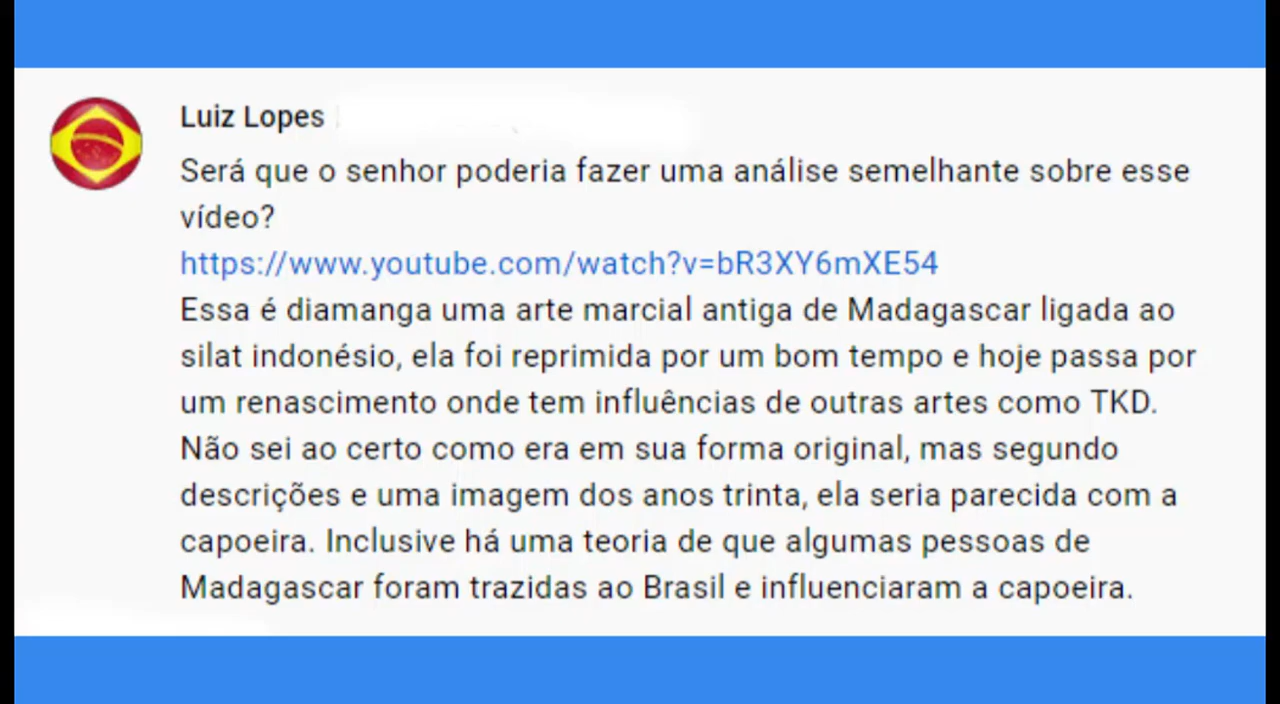 Luiz Lopes
Será que o senhor poderia fazer uma análise semelhante sobre esse
vídeo?
https://www.youtube.com/watch?v=bR3XY6mXE54
Essa é diamanga uma arte marcial antiga de Madagascar ligada ao
silat indonésio, ela foi reprimida por um bom tempo e hoje passa por
um renascimento onde tem influências de outras artes como TKD.
Não sei ao certo como era em sua forma original, mas segundo
descrições e uma imagem dos anos trinta, ela seria parecida com a
capoeira. Inclusive há uma teoria de que algumas pessoas de
Madagascar foram trazidas ao Brasil e influenciaram a capoeira.